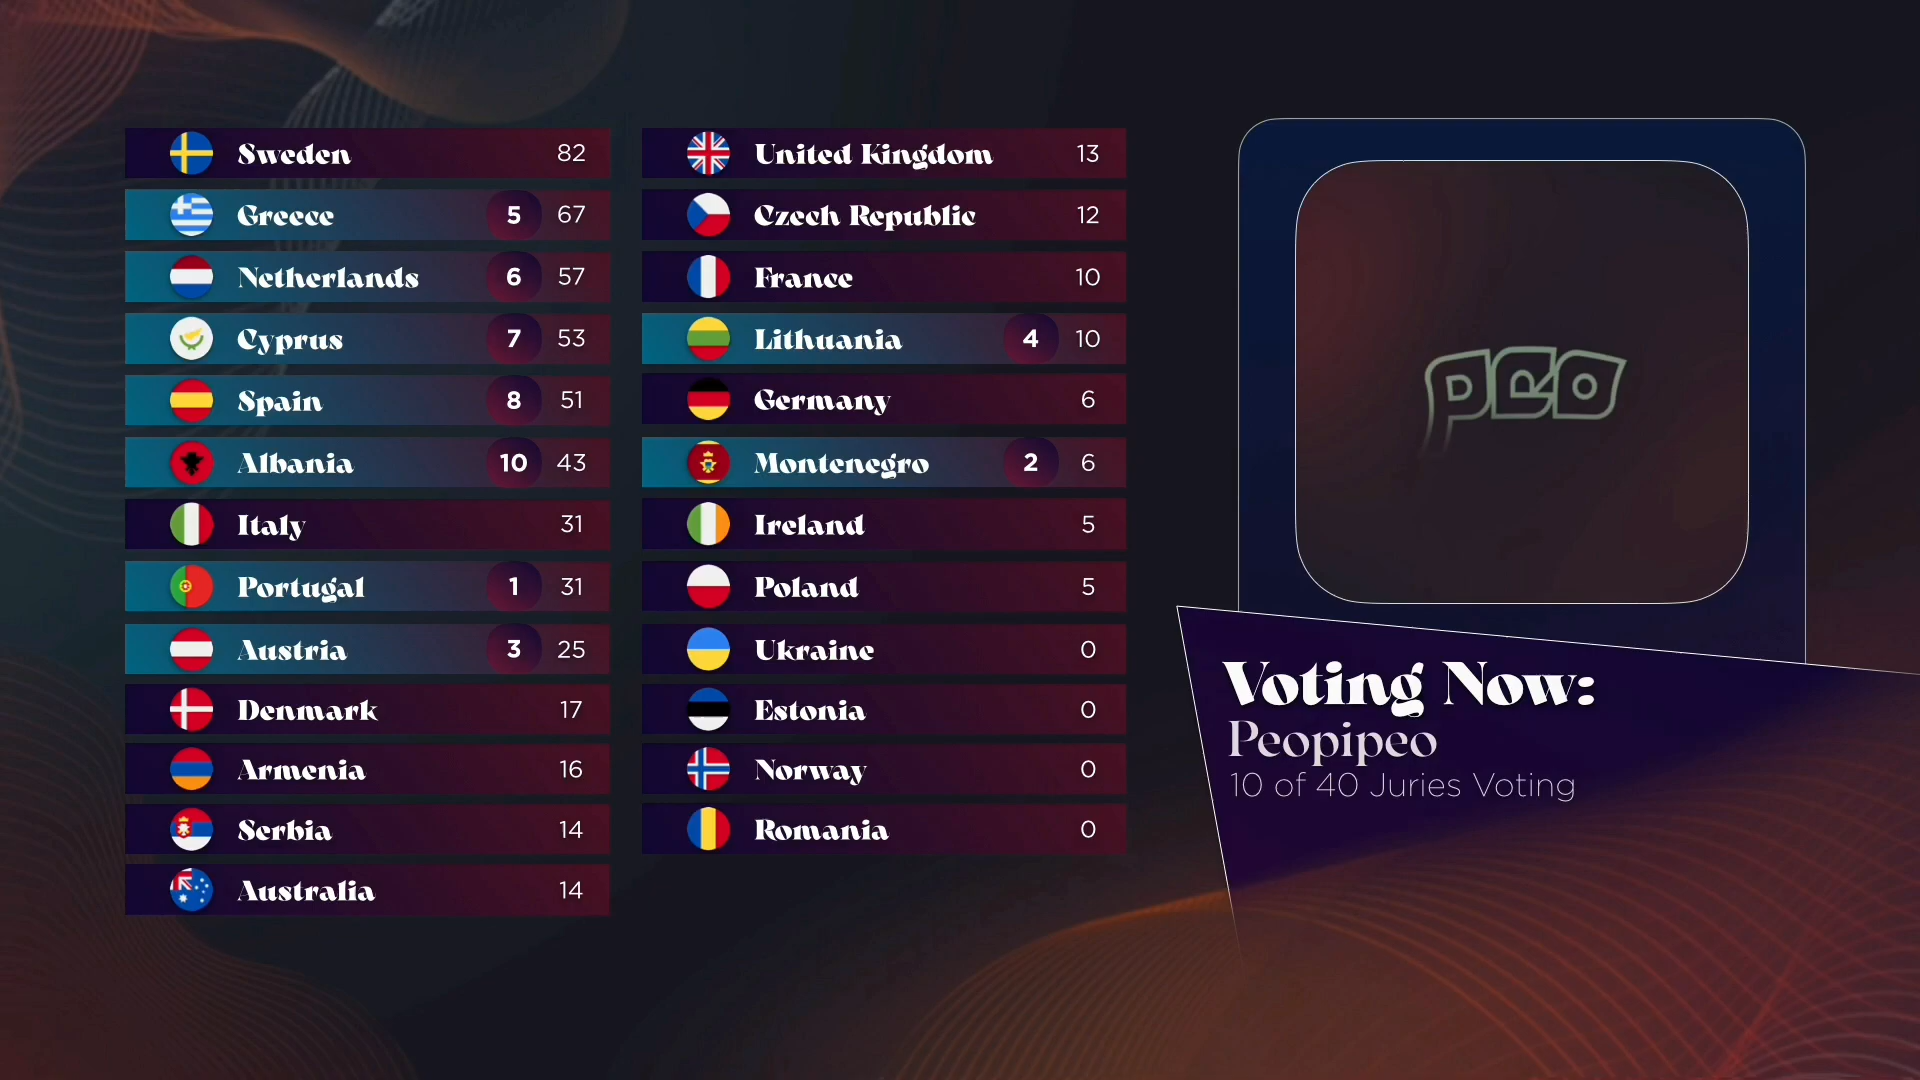 Sweden 82
Greece 5 67
Netherlands 6 57
Cyprus 7 53
Spain 8 51
Albania 10 43
Italy 31
Portugal 1 31
Austria 3 25
Denmark 17
Armenia 16
Serbia 14
Australia 14
United Kingdom 13
Czech Republic 12
France 10
Lithuania 4 10
Germany 6
Montenegro 2 6
Ireland 5
Poland 5
Ukraine 0
Estonia 0
Norway 0
Romania 0
peo
Voting Now:
Peopipeo
10 of 40 Juries Voting